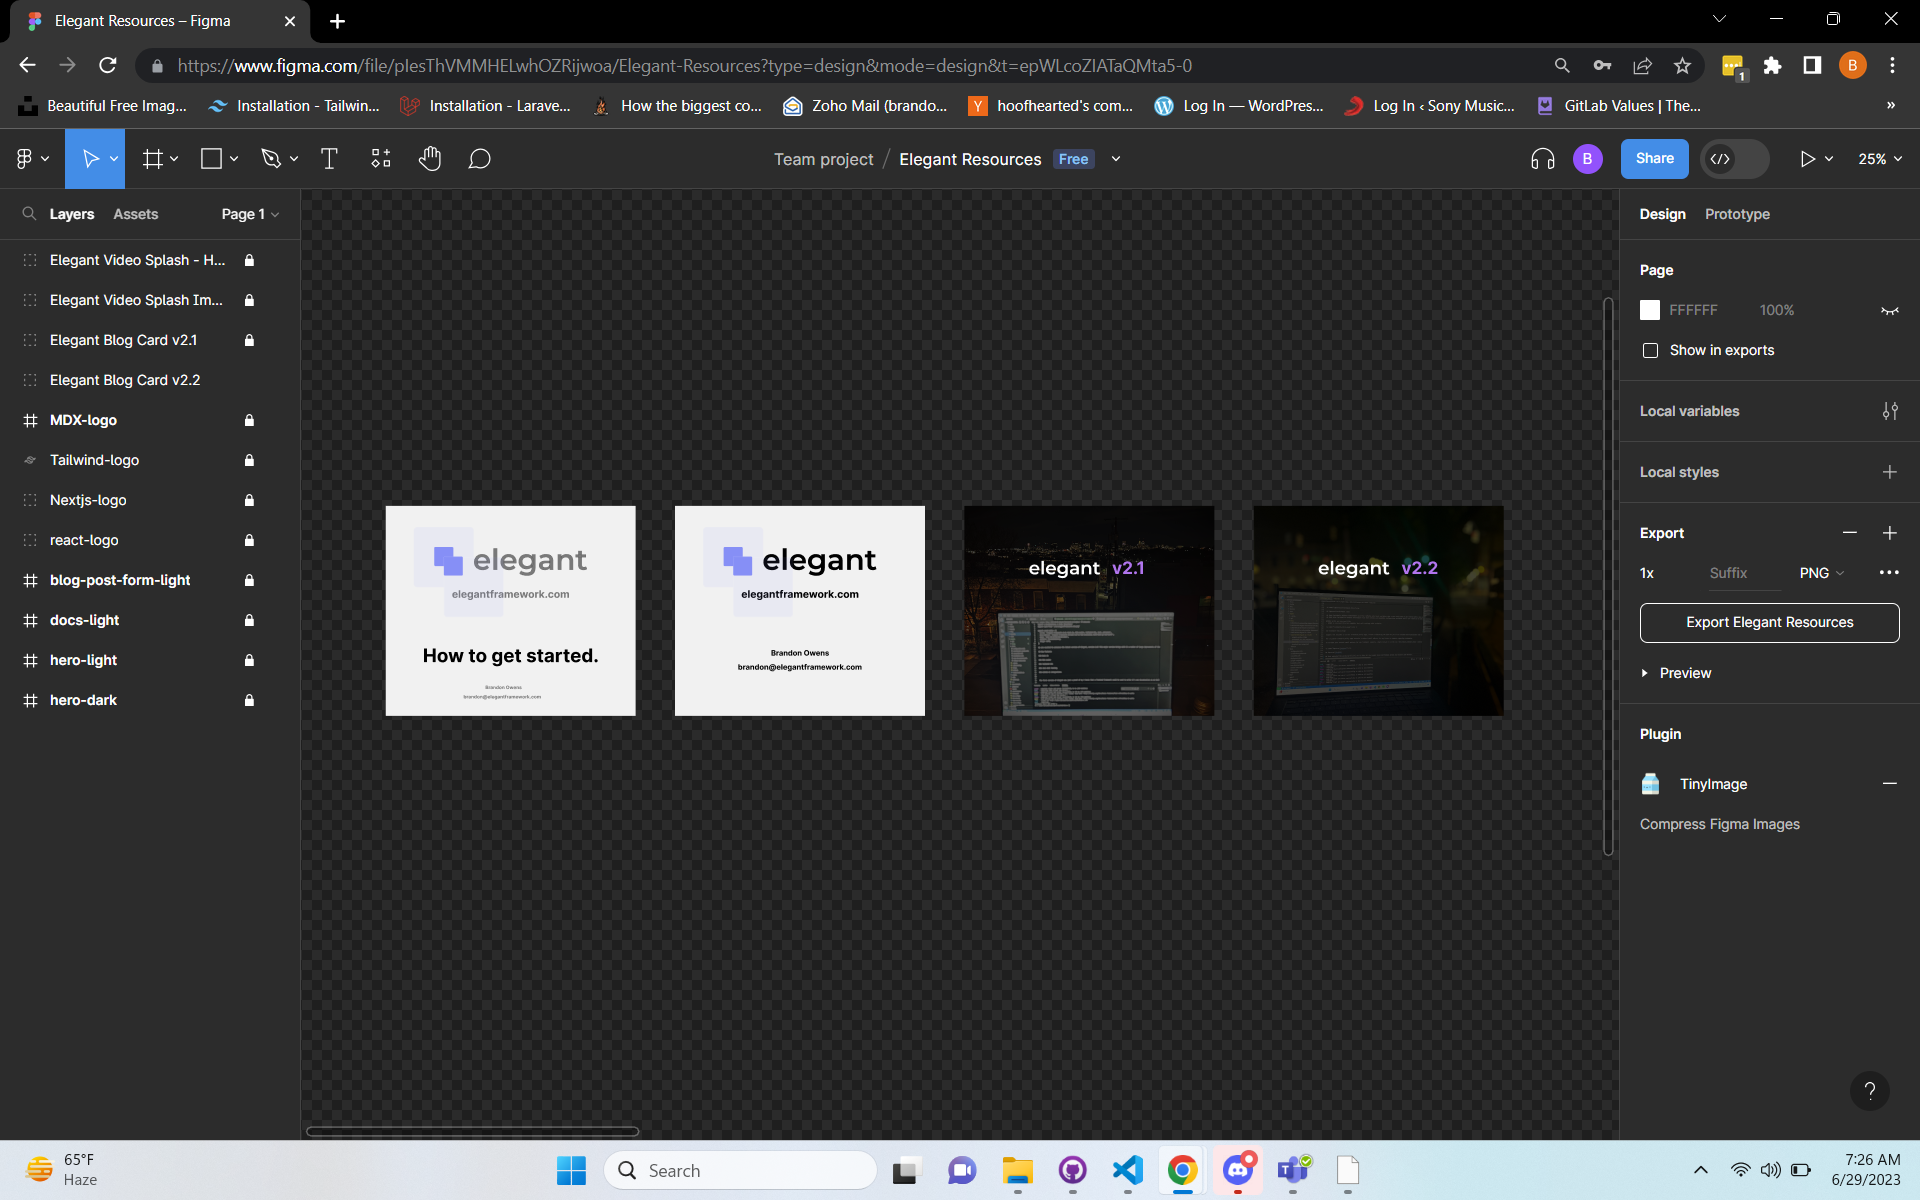 Elegant Resources – Figma
https://www.figma.com/file/pIesThVMMHELwhOZRijwoa/Elegant-Resources?type=design&mode=design&t=epWLcoZIATaQMta5-0
1
B
Beautiful Free Imag...
Installation - Tailwin...
Installation - Larave...
How the biggest co...
Zoho Mail (brando...
Y
hoofhearted's com...
Log In — WordPres...
Log In ‹ Sony Music...
GitLab Values | The...
»
Team project / Elegant Resources Free
B
Share
25%
Layers
Assets
Page 1
Design
Prototype
Elegant Video Splash - H...
Elegant Video Splash Im...
Elegant Blog Card v2.1
Elegant Blog Card v2.2
MDX-logo
Tailwind-logo
Nextjs-logo
react-logo
blog-post-form-light
docs-light
hero-light
hero-dark
elegant
elegantframework.com
How to get started.
Brandon Owens
brandon@elegantframework.com
elegant
elegantframework.com
Brandon Owens
brandon@elegantframework.com
elegant v2.1
elegant v2.2
Page
FFFFFF 100%
Show in exports
Local variables
Local styles
Export
1x Suffix PNG
Export Elegant Resources
Preview
Plugin
TinyImage
Compress Figma Images
?
65°F
Haze
Search
7:26 AM
6/29/2023